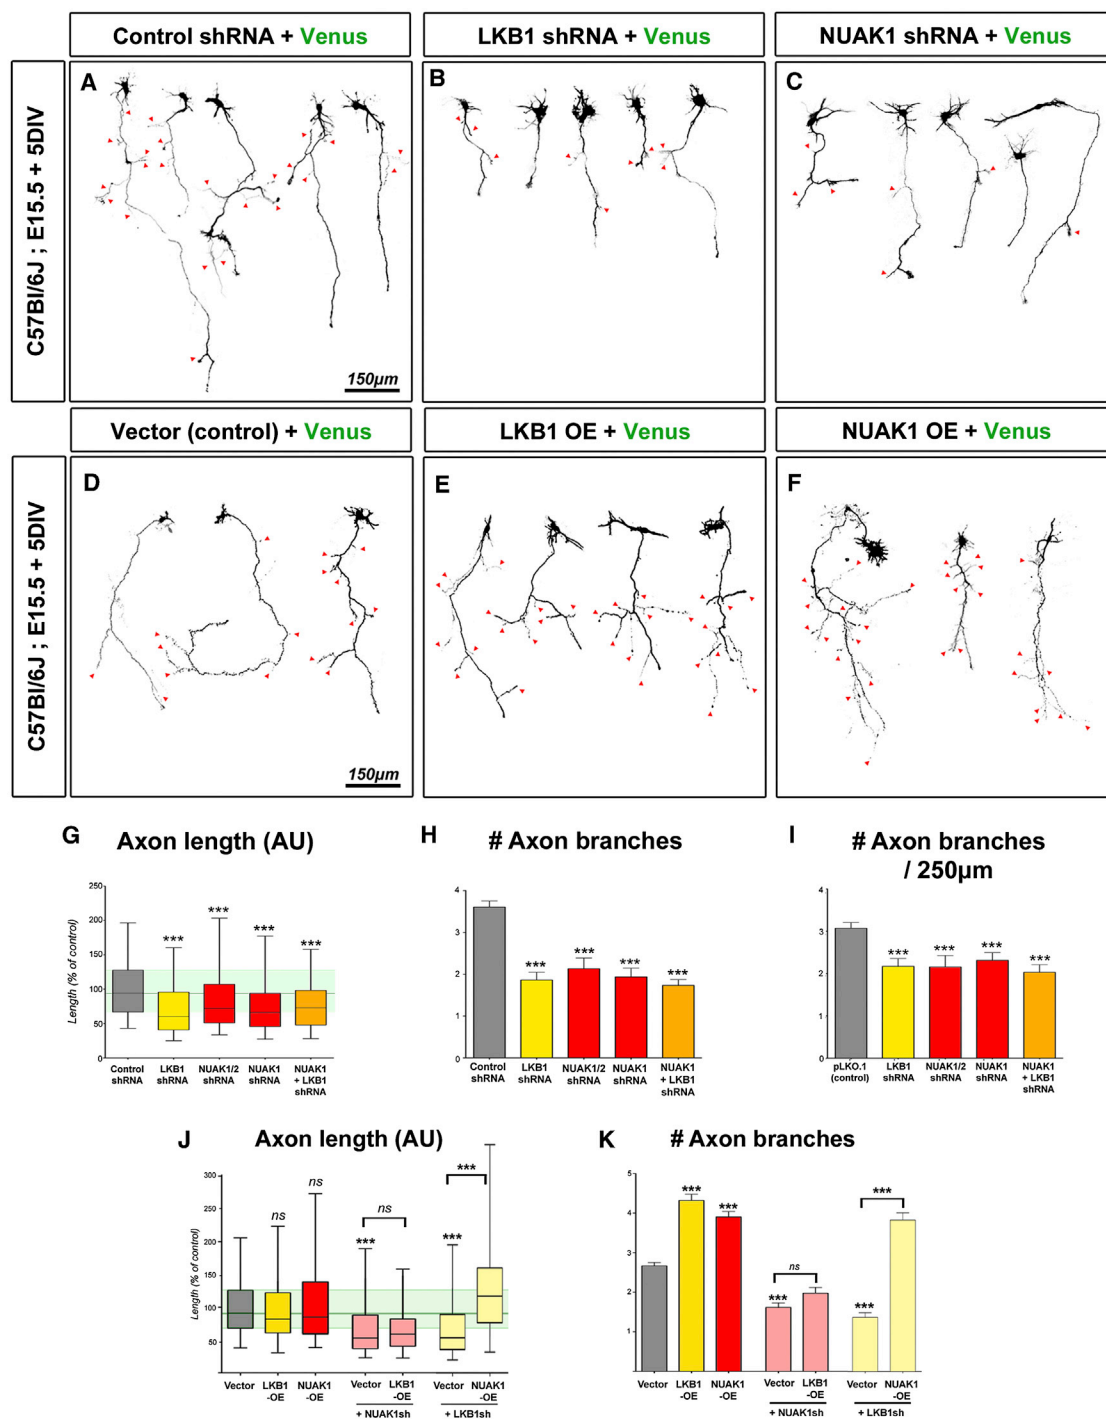 Control shRNA + Venus
LKB1 shRNA + Venus
NUAK1 shRNA + Venus
C57Bl/6J ; E15.5 + 5DIV
A
B
C
150µm
Vector (control) + Venus
LKB1 OE + Venus
NUAK1 OE + Venus
C57Bl/6J ; E15.5 + 5DIV
D
E
F
150µm
G
Axon length (AU)
Length (% of control)
250
200
150
100
50
0
***
***
***
***
Control shRNA
LKB1 shRNA
NUAK1/2 shRNA
NUAK1 shRNA
NUAK1 + LKB1 shRNA
H
# Axon branches
4
3
2
1
0
***
***
***
***
Control shRNA
LKB1 shRNA
NUAK1/2 shRNA
NUAK1 shRNA
NUAK1 + LKB1 shRNA
I
# Axon branches
/ 250µm
4
3
2
1
0
***
***
***
***
pLKO.1 (control)
LKB1 shRNA
NUAK1/2 shRNA
NUAK1 shRNA
NUAK1 + LKB1 shRNA
J
Axon length (AU)
Length (% of control)
300
200
150
100
50
ns
ns
***
ns
***
***
Vector
LKB1 -OE
NUAK1 -OE
Vector
LKB1 -OE
Vector
NUAK1 -OE
+ NUAK1sh
+ LKB1sh
K
# Axon branches
5
4
3
2
1
***
***
***
ns
***
***
Vector
LKB1 -OE
NUAK1 -OE
Vector
LKB1 -OE
Vector
NUAK1 -OE
+ NUAK1sh
+ LKB1sh